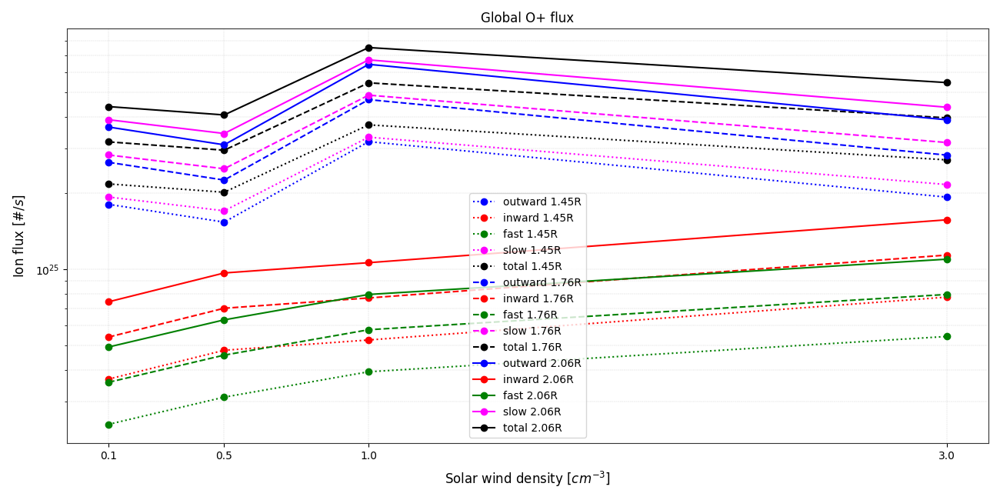 Global O+ flux
Ion flux [#/s]
10^25
outward 1.45R
inward 1.45R
fast 1.45R
slow 1.45R
total 1.45R
outward 1.76R
inward 1.76R
fast 1.76R
slow 1.76R
total 1.76R
outward 2.06R
inward 2.06R
fast 2.06R
slow 2.06R
total 2.06R
0.1 0.5 1.0 3.0
Solar wind density [cm^-3]